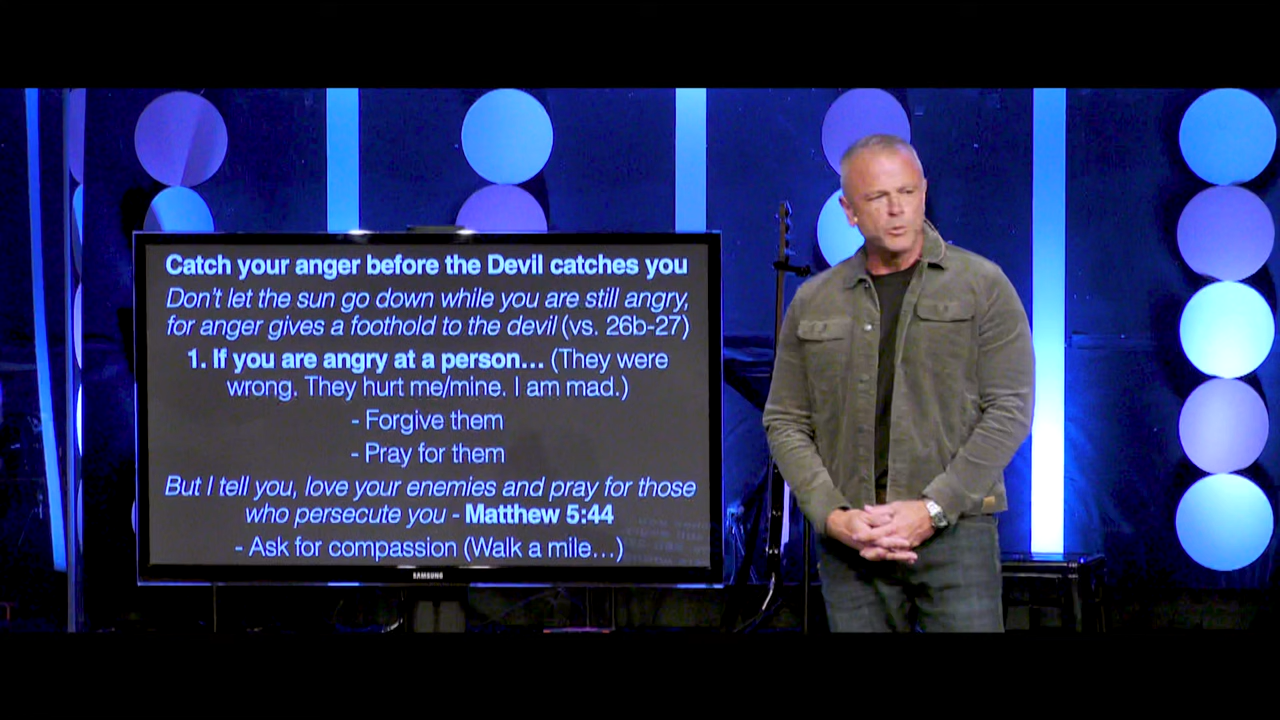 Catch your anger before the Devil catches you
Don't let the sun go down while you are still angry,
for anger gives a foothold to the devil (vs. 26b-27)
1. If you are angry at a person... (They were
wrong. They hurt me/mine. I am mad.)
- Forgive them
- Pray for them
But I tell you, love your enemies and pray for those
who persecute you - Matthew 5:44
- Ask for compassion (Walk a mile...)
SAMSUNG